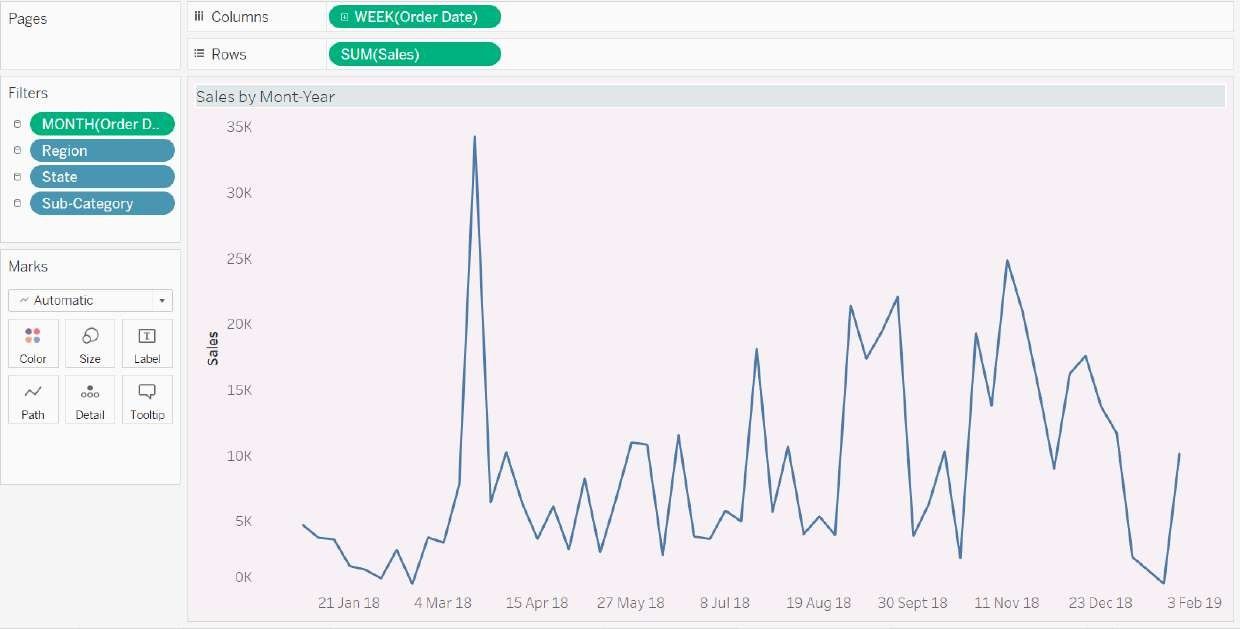 Pages
Columns
WEEK(Order Date)
Rows
SUM(Sales)
Filters
MONTH(Order D..
Region
State
Sub-Category
Marks
Automatic
Color
Size
Label
Path
Detail
Tooltip
Sales by Mont-Year
35K
30K
25K
20K
15K
10K
5K
0K
Sales
21 Jan 18
4 Mar 18
15 Apr 18
27 May 18
8 Jul 18
19 Aug 18
30 Sept 18
11 Nov 18
23 Dec 18
3 Feb 19